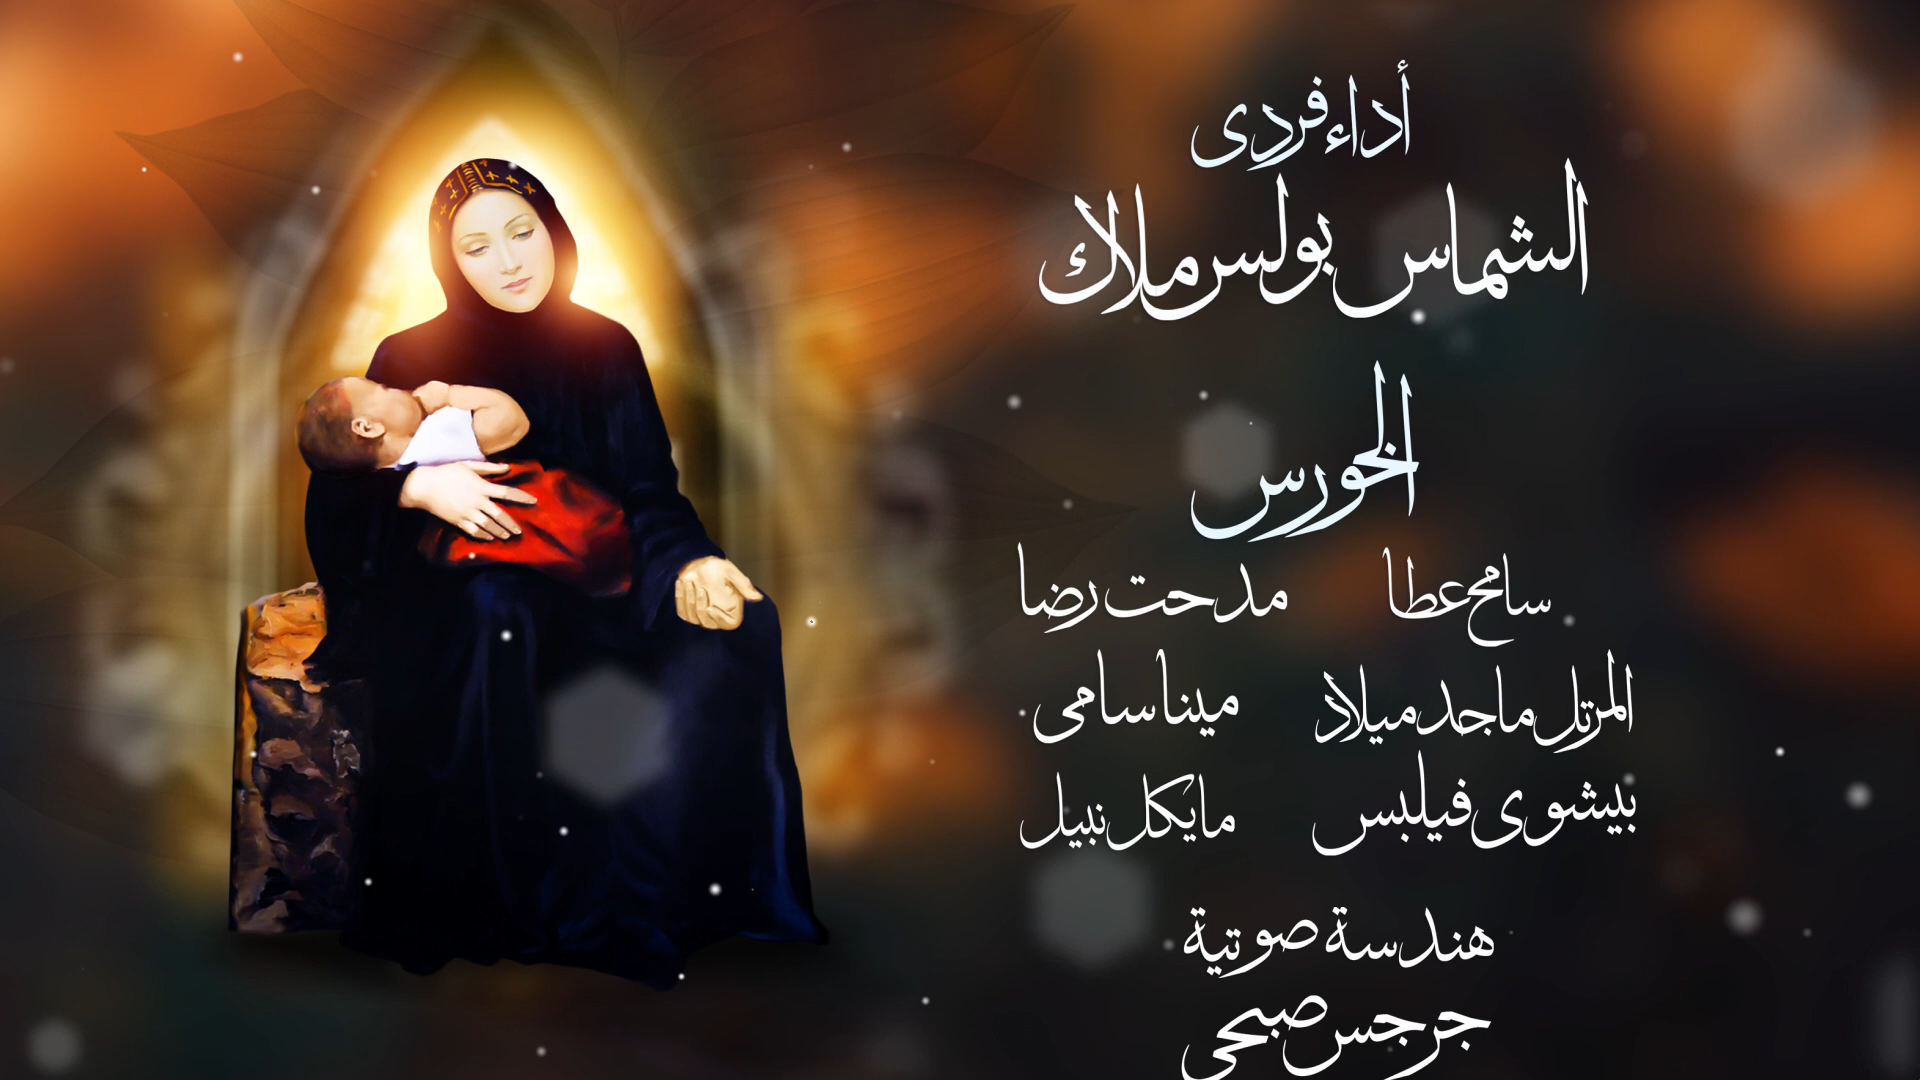 أداء فردى
الشماس بولس ملاك
الخورس
سامح عطا مدحت رضا
المرتل ماجد ميلاد مينا سامى
بيشوى فيلبس مايكل نبيل
هندسة صوتية
جرجس صبحى